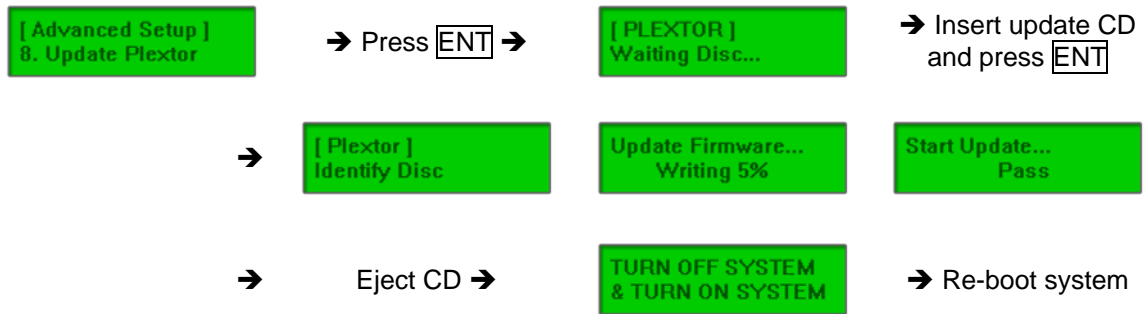 [ Advanced Setup ]
8. Update Plextor
➔ Press ENT ➔
[ PLEXTOR ]
Waiting Disc...
➔ Insert update CD
and press ENT
➔
[ Plextor ]
Identify Disc
Update Firmware...
Writing 5%
Start Update...
Pass
➔
Eject CD ➔
TURN OFF SYSTEM
& TURN ON SYSTEM
➔ Re-boot system